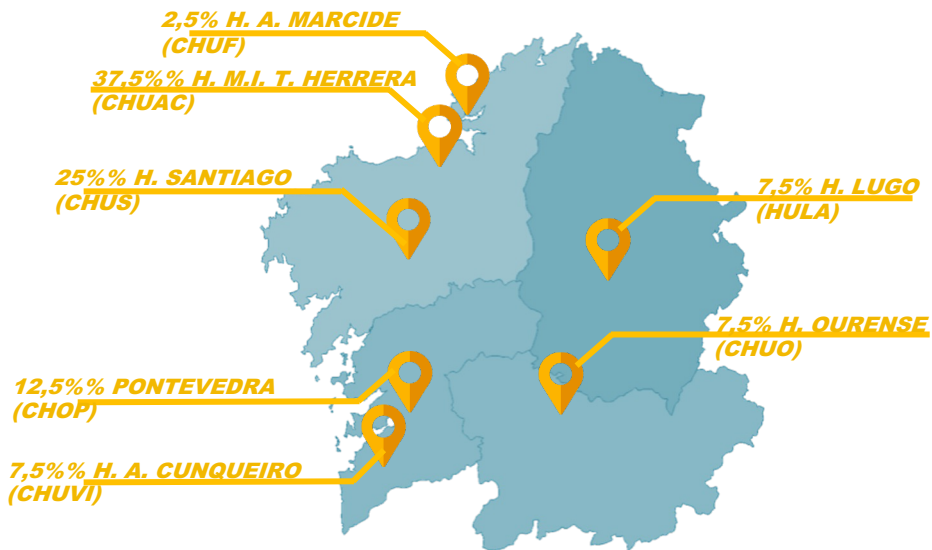 2,5% H. A. MARCIDE
(CHUF)
37,5%% H. M.I. T. HERRERA
(CHUAC)
25%% H. SANTIAGO
(CHUS)
7,5% H. LUGO
(HULA)
7,5% H. OURENSE
(CHUO)
12,5%% PONTEVEDRA
(CHOP)
7,5%% H. A. CUNQUEIRO
(CHUVI)